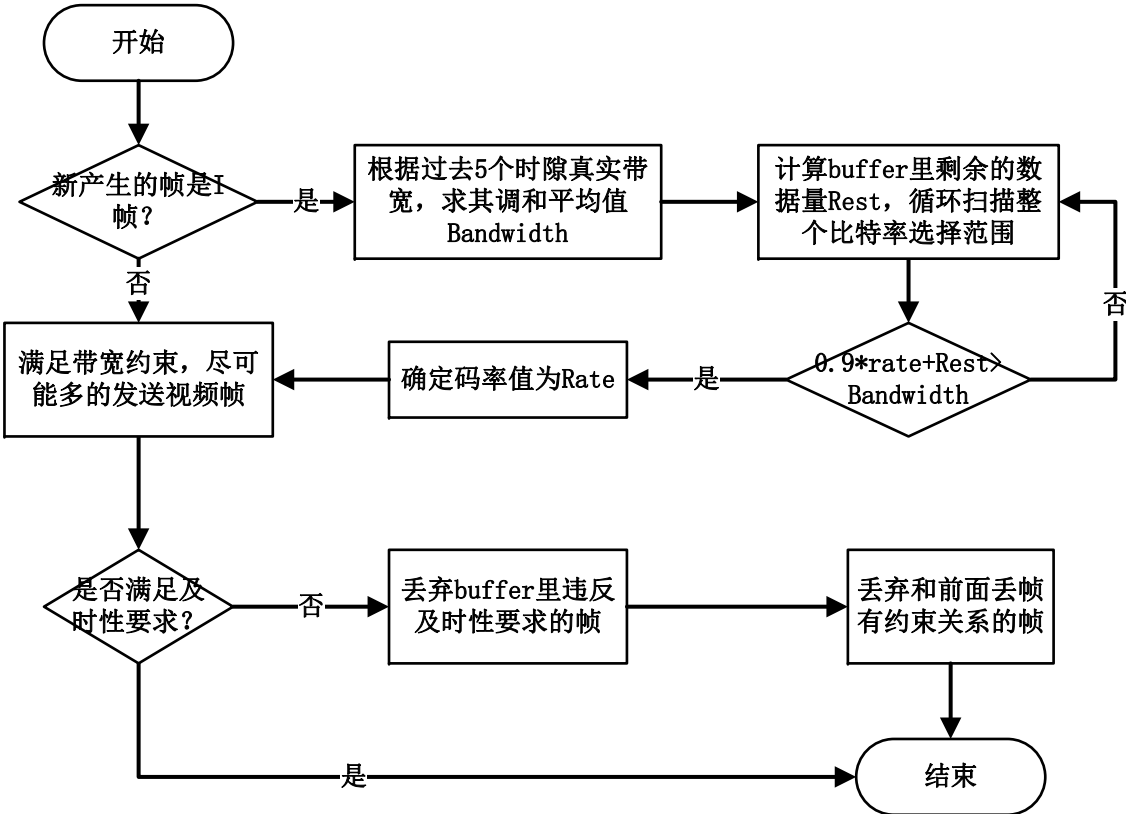 开始
新产生的帧是I
帧？
是
根据过去5个时隙真实带
宽，求其调和平均值
Bandwidth
计算buffer里剩余的数
据量Rest，循环扫描整
个比特率选择范围
否
否
满足带宽约束，尽可
能多的发送视频帧
确定码率值为Rate
是
0.9*rate+Rest>
Bandwidth
是否满足及
时性要求？
否
丢弃buffer里违反
及时性要求的帧
丢弃和前面丢帧
有约束关系的帧
是
结束